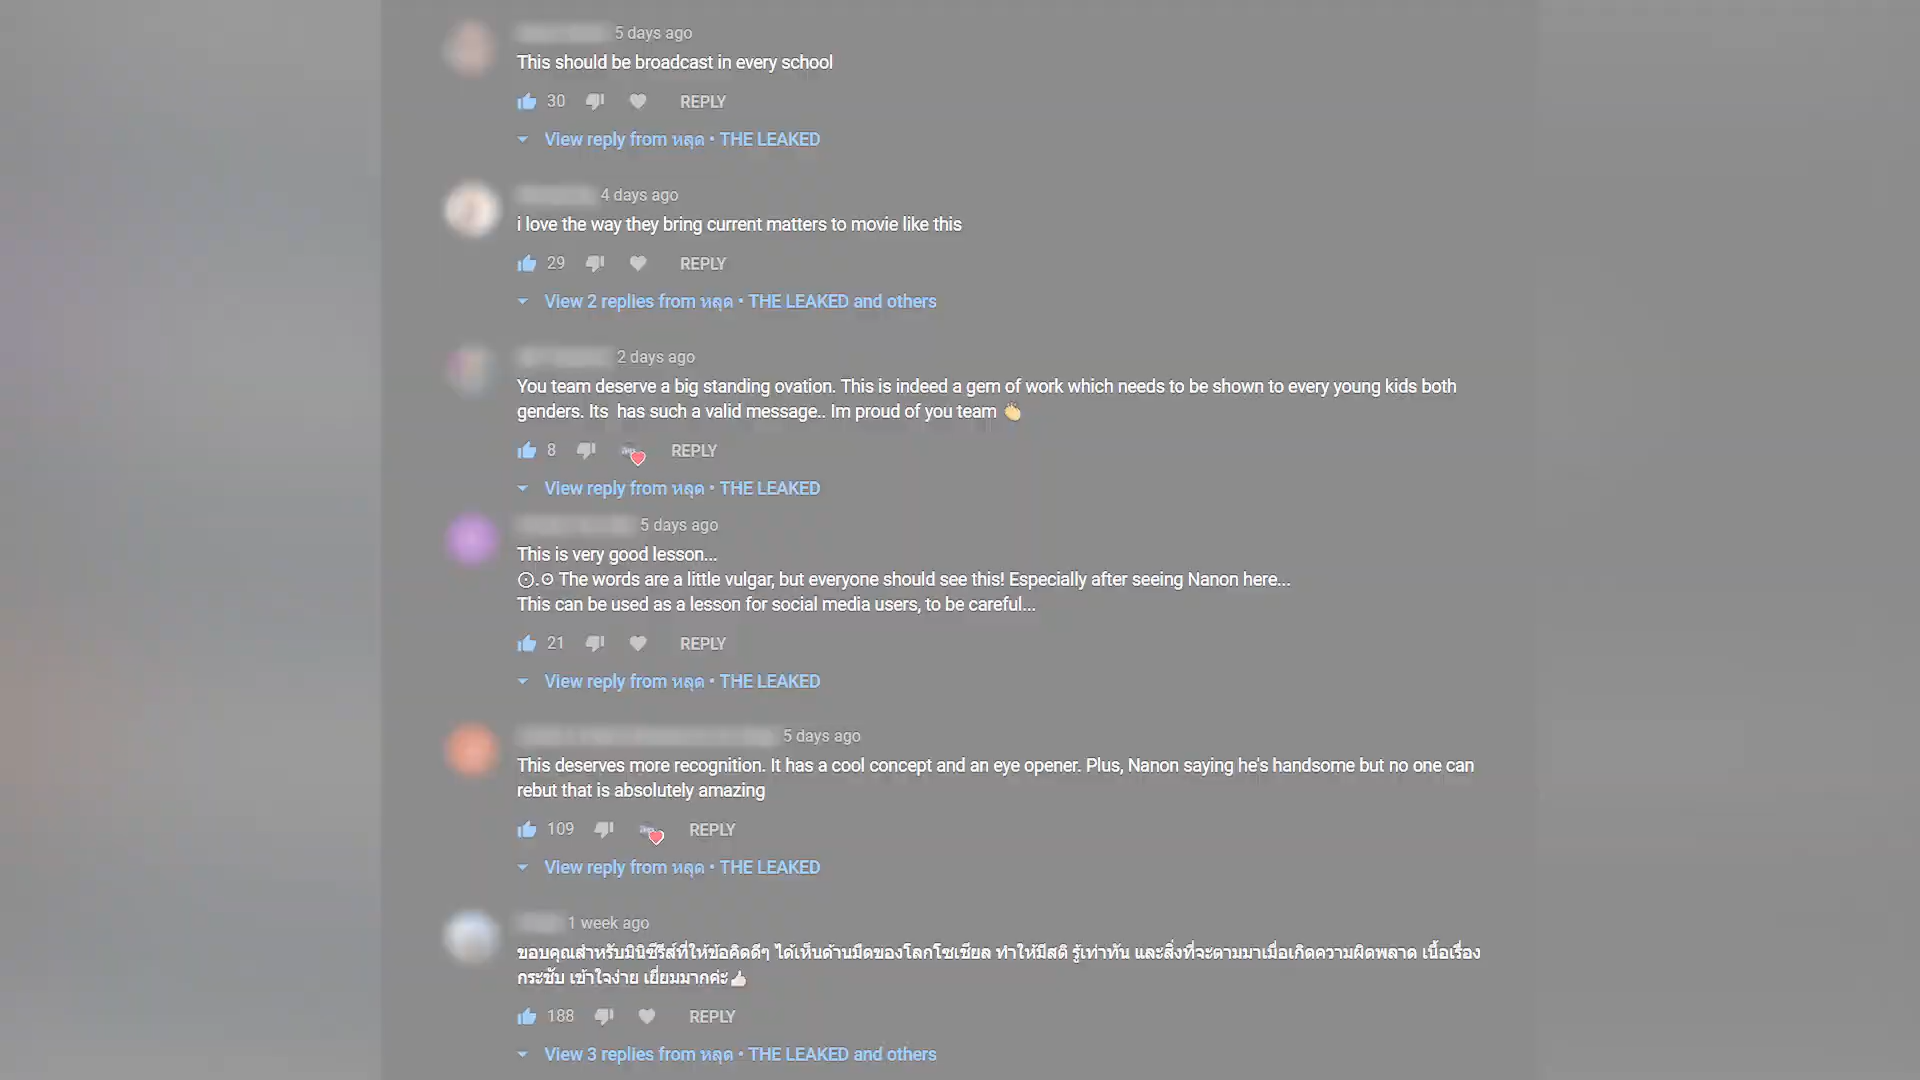 5 days ago
This should be broadcast in every school
30 REPLY
View reply from หลุด • THE LEAKED
4 days ago
i love the way they bring current matters to movie like this
29 REPLY
View 2 replies from หลุด • THE LEAKED and others
2 days ago
You team deserve a big standing ovation. This is indeed a gem of work which needs to be shown to every young kids both
genders. Its  has such a valid message.. Im proud of you team 👏
8 REPLY
View reply from หลุด • THE LEAKED
5 days ago
This is very good lesson...
⊙.⊙ The words are a little vulgar, but everyone should see this! Especially after seeing Nanon here...
This can be used as a lesson for social media users, to be careful...
21 REPLY
View reply from หลุด • THE LEAKED
5 days ago
This deserves more recognition. It has a cool concept and an eye opener. Plus, Nanon saying he's handsome but no one can
rebut that is absolutely amazing
109 REPLY
View reply from หลุด • THE LEAKED
1 week ago
ขอบคุณสำหรับมินิซีรีส์ที่ให้ข้อคิดดีๆ ได้เห็นด้านมืดของโลกโซเชียล ทำให้มีสติ รู้เท่าทัน และสิ่งที่จะตามมาเมื่อเกิดความผิดพลาด เนื้อเรื่อง
กระชับ เข้าใจง่าย เยี่ยมมากค่ะ👍🏻
188 REPLY
View 3 replies from หลุด • THE LEAKED and others